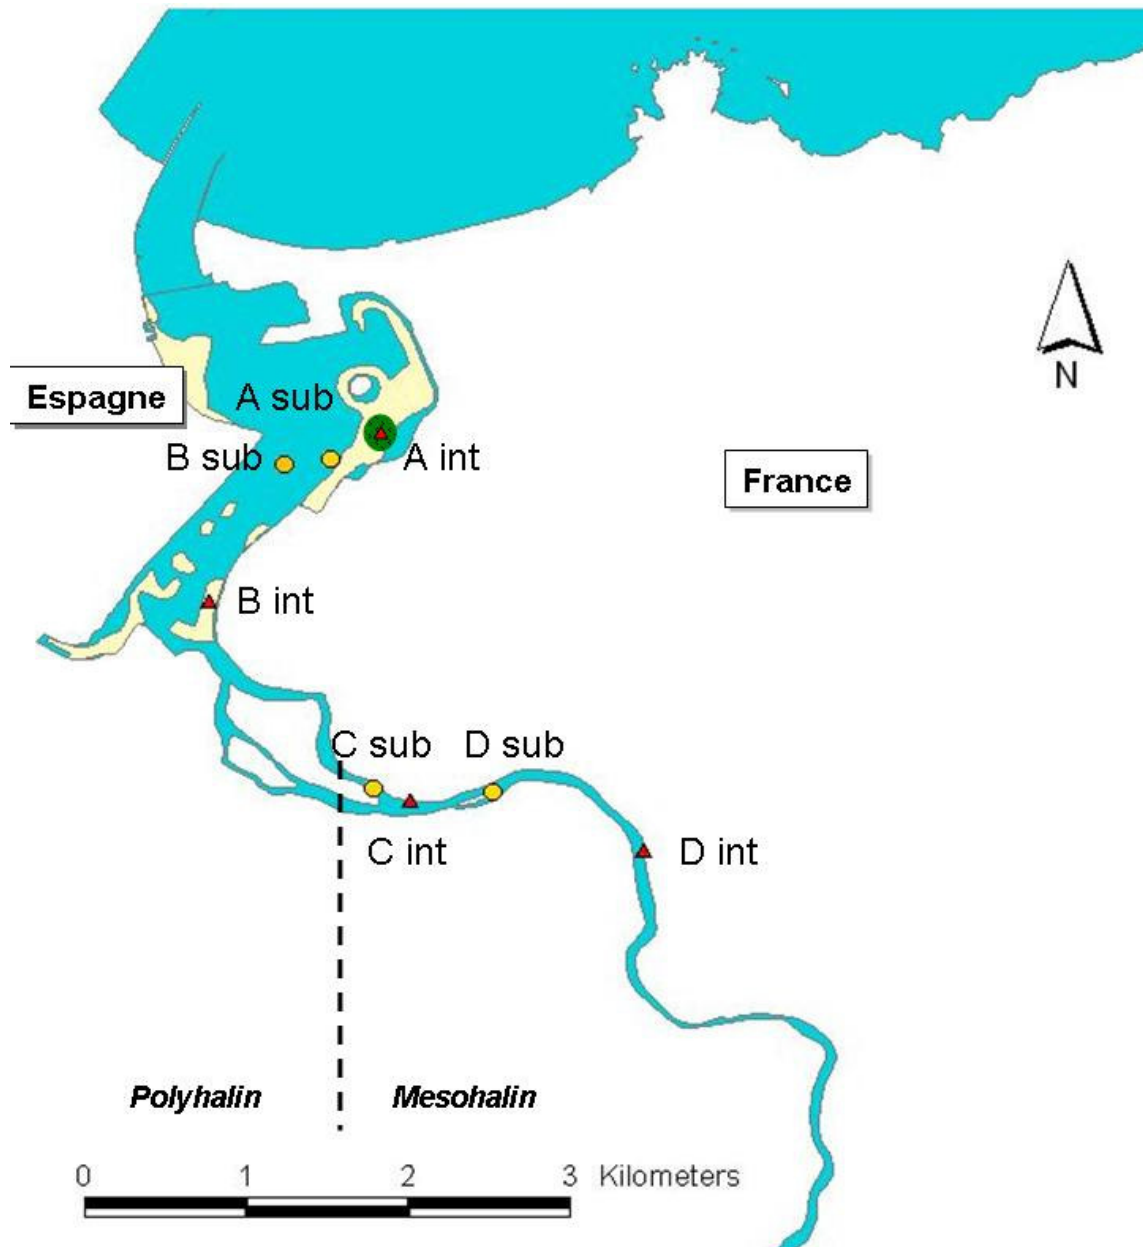 N
Espagne
A sub
B sub
A int
France
B int
C sub
D sub
C int
D int
Polyhalin
Mesohalin
0 1 2 3 Kilometers